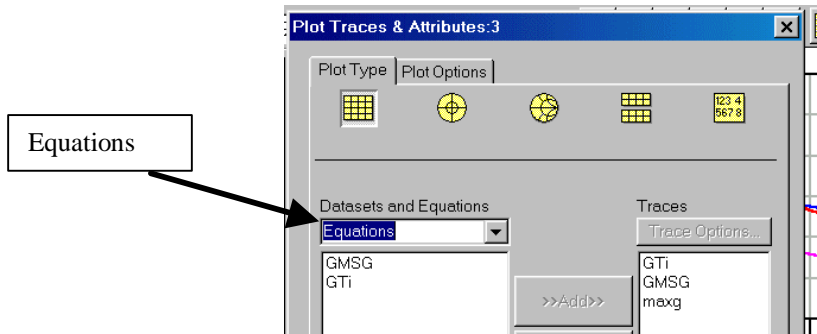 Plot Traces & Attributes:3
Plot Type
Plot Options
123 4
567 8
Equations
Datasets and Equations
Equations
GMSG
GTi
>>Add>>
Traces
Trace Options...
GTi
GMSG
maxg